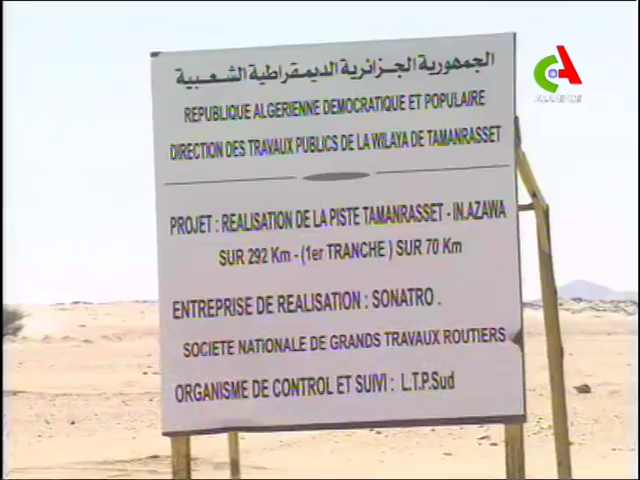 الجمهورية الجزائرية الديمقراطية الشعبية
REPUBLIQUE ALGERIENNE DEMOCRATIQUE ET POPULAIRE
DIRECTION DES TRAVAUX PUBLICS DE LA WILAYA DE TAMANRASSET
PROJET : REALISATION DE LA PISTE TAMANRASSET - IN.AZAWA
SUR 292 Km - (1er TRANCHE ) SUR 70 Km
ENTREPRISE DE REALISATION : SONATRO .
SOCIETE NATIONALE DE GRANDS TRAVAUX ROUTIERS
ORGANISME DE CONTROL ET SUIVI : L.T.P.Sud